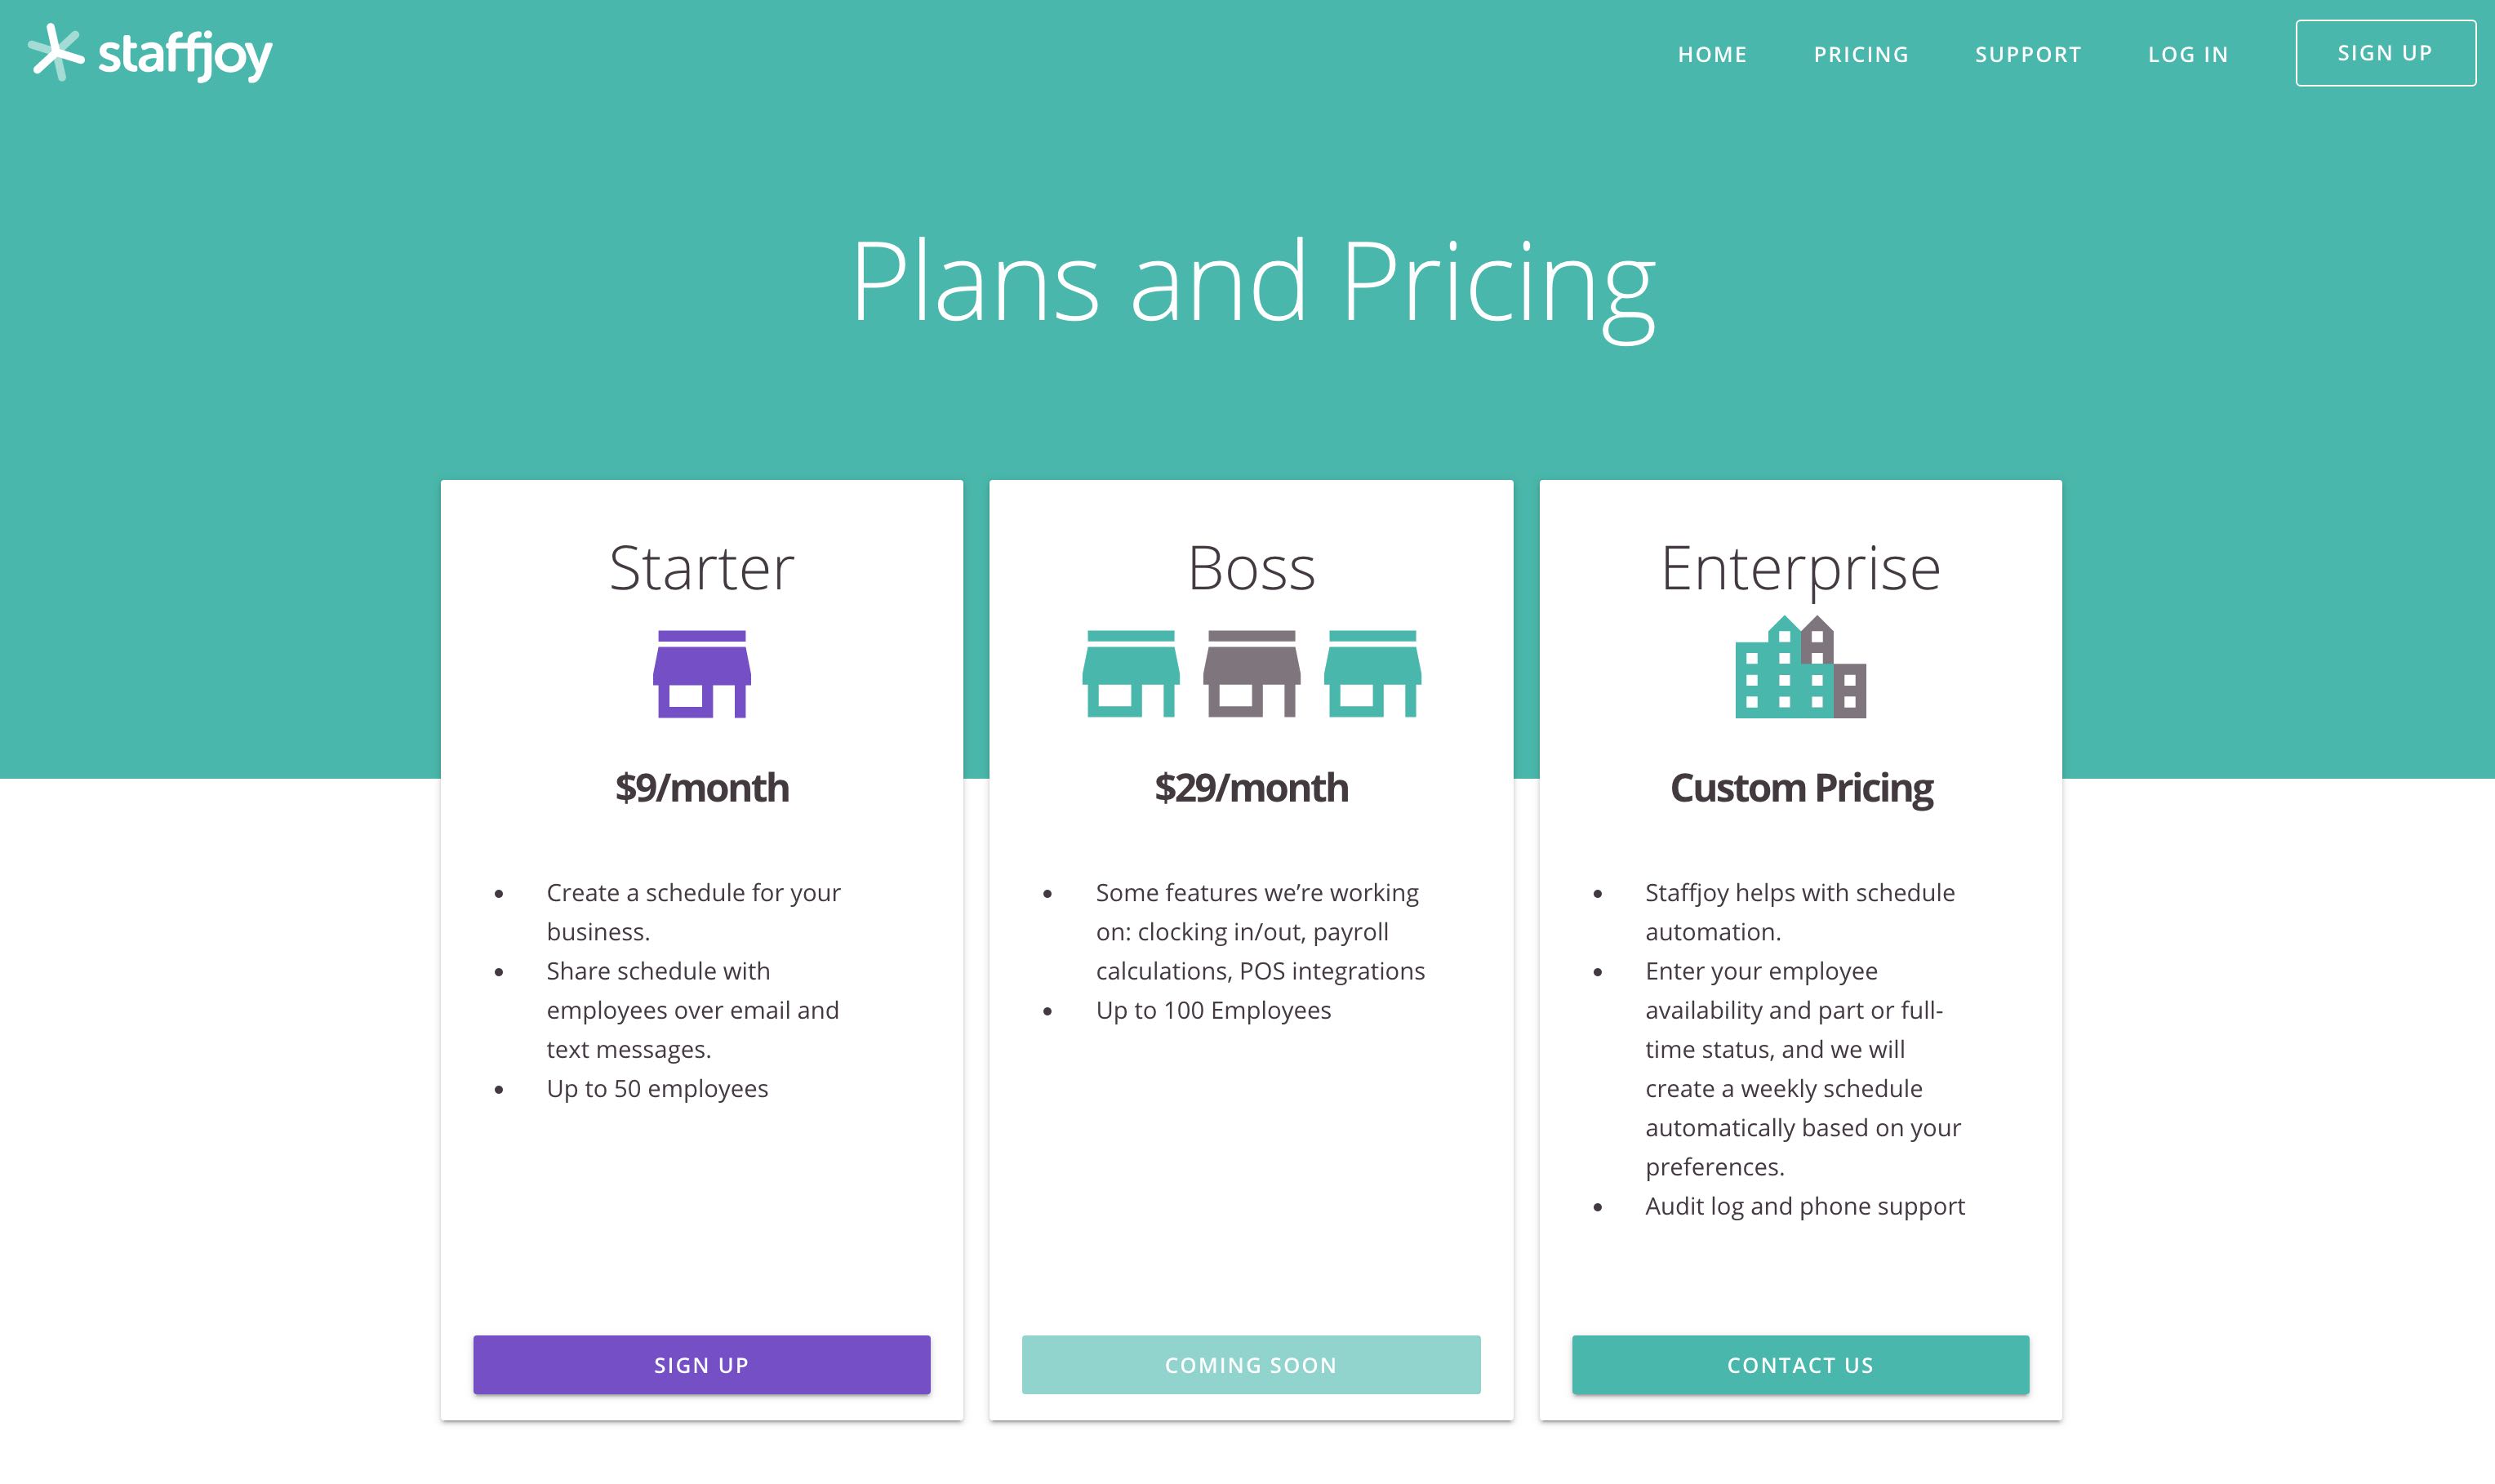 staffjoy
HOME
PRICING
SUPPORT
LOG IN
SIGN UP
Plans and Pricing
Starter
$9/month
• Create a schedule for your
business.
• Share schedule with
employees over email and
text messages.
• Up to 50 employees
SIGN UP
Boss
$29/month
• Some features we’re working
on: clocking in/out, payroll
calculations, POS integrations
• Up to 100 Employees
COMING SOON
Enterprise
Custom Pricing
• Staffjoy helps with schedule
automation.
• Enter your employee
availability and part or full-
time status, and we will
create a weekly schedule
automatically based on your
preferences.
• Audit log and phone support
CONTACT US